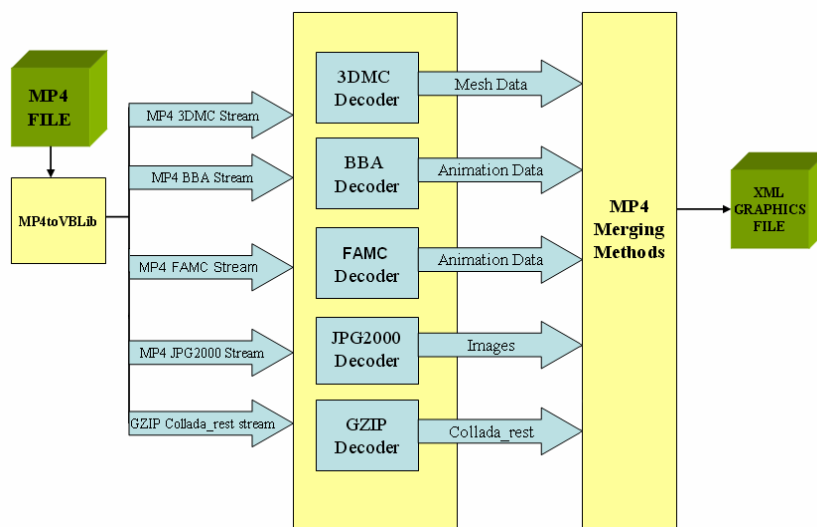 MP4
FILE
MP4toVBLib
MP4 3DMC Stream
MP4 BBA Stream
MP4 FAMC Stream
MP4 JPG2000 Stream
GZIP Collada_rest stream
3DMC
Decoder
BBA
Decoder
FAMC
Decoder
JPG2000
Decoder
GZIP
Decoder
Mesh Data
Animation Data
Animation Data
Images
Collada_rest
MP4
Merging
Methods
XML
GRAPHICS
FILE